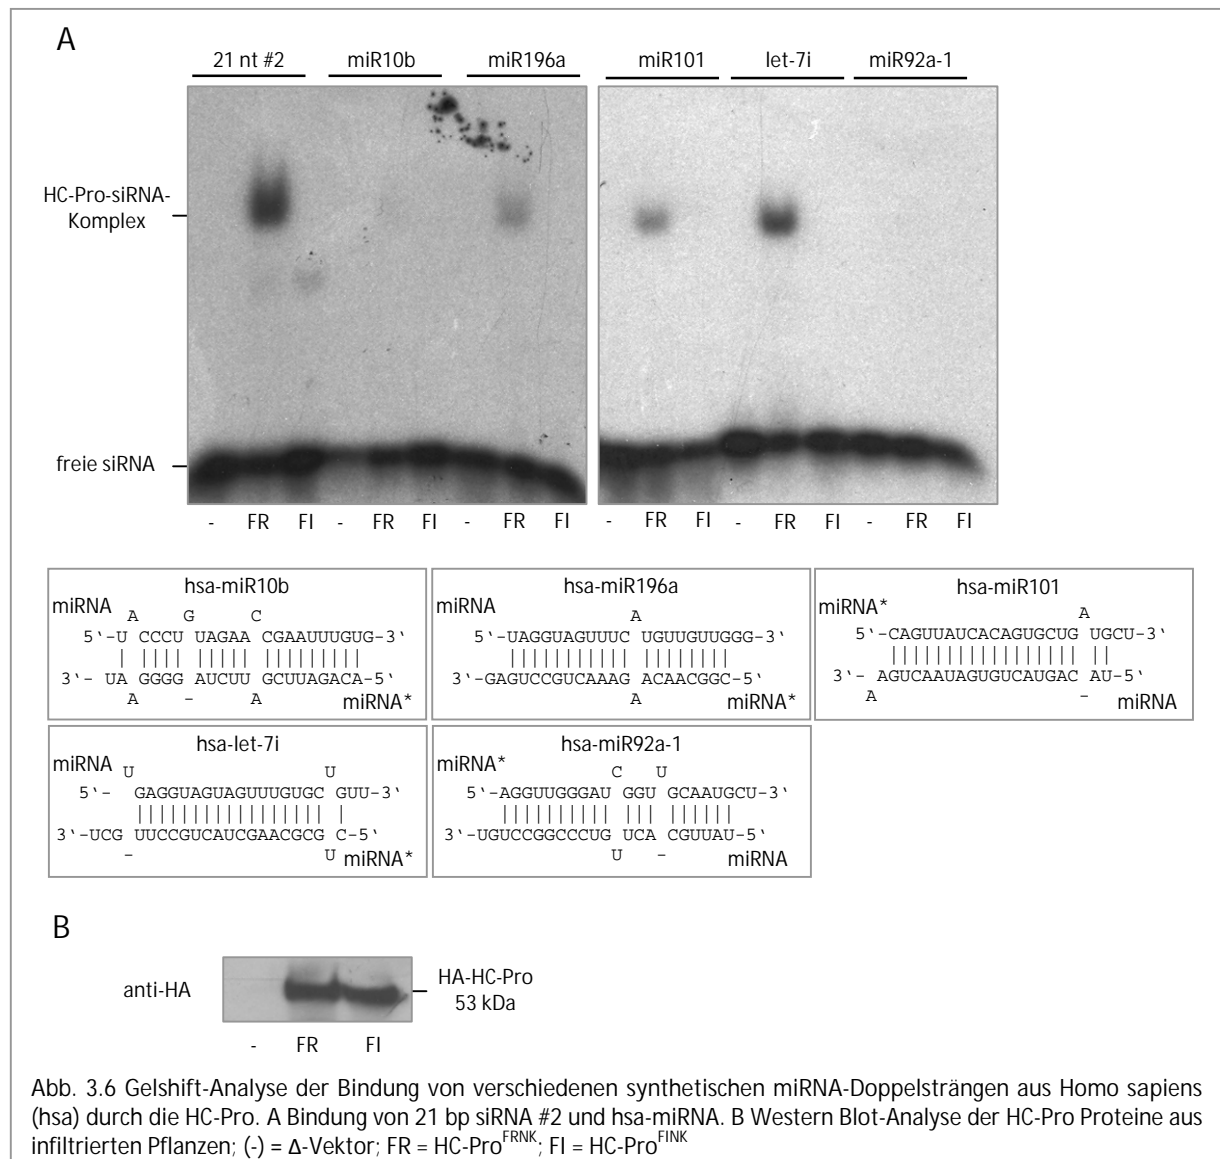 A
21 nt #2 miR10b miR196a miR101 let-7i miR92a-1
HC-Pro-siRNA-
Komplex
freie siRNA
- FR FI - FR FI - FR FI - FR FI - FR FI - FR FI
hsa-miR10b
miRNA
A G C
5‘-U CCCU UAGAA CGAAUUUGUG-3‘
| |||| ||||| |||||||||
3‘- UA GGGG AUCUU GCUUAGACA-5‘
A – A miRNA*
hsa-miR196a
miRNA
A
5‘-UAGGUAGUUUC UGUUGUUGGG-3‘
||||||||||| ||||||||
3‘-GAGUCCGUCAAAG ACAACGGC-5‘
A miRNA*
hsa-miR101
miRNA*
A
5‘-CAGUUAUCACAGUGCUG UGCU-3‘
||||||||||||||||| ||
3‘- AGUCAAUAGUGUCAUGAC AU-5‘
A – miRNA
hsa-let-7i
miRNA
U U
5‘- GAGGUAGUAGUUUGUGC GUU-3‘
||||||||||||||||| |
3‘-UCG UUCCGUCAUCGAACGCG C-5‘
– U miRNA*
hsa-miR92a-1
miRNA*
C U
5‘-AGGUUGGGAU GGU GCAAUGCU-3‘
|||||||||| ||| ||||||
3‘-UGUCCGGCCCUG UCA CGUUAU-5‘
U – miRNA
B
anti-HA
HA-HC-Pro
53 kDa
- FR FI
Abb. 3.6 Gelshift-Analyse der Bindung von verschiedenen synthetischen miRNA-Doppelsträngen aus Homo sapiens
(hsa) durch die HC-Pro. A Bindung von 21 bp siRNA #2 und hsa-miRNA. B Western Blot-Analyse der HC-Pro Proteine aus
infiltrierten Pflanzen; (-) = Δ-Vektor; FR = HC-Pro^FRNK; FI = HC-Pro^FINK